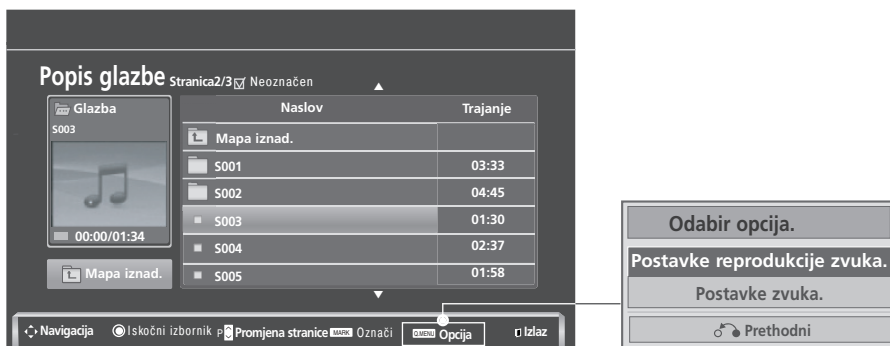 Popis glazbe Stranica2/3 Neoznačen
Glazba
S003
00:00/01:34
Mapa iznad.
Naslov Trajanje
Mapa iznad.
S001 03:33
S002 04:45
S003 01:30
S004 02:37
S005 01:58
Navigacija Iskočni izbornik P Promjena stranice MARK Označi Q.MENU Opcija Izlaz
Odabir opcija.
Postavke reprodukcije zvuka.
Postavke zvuka.
Prethodni